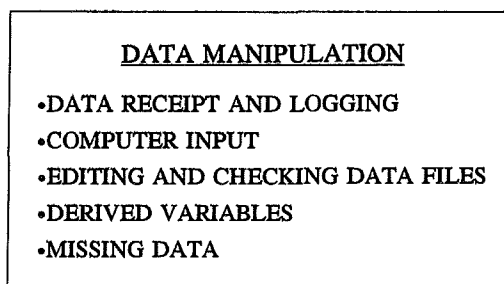 DATA MANIPULATION
•DATA RECEIPT AND LOGGING
•COMPUTER INPUT
•EDITING AND CHECKING DATA FILES
•DERIVED VARIABLES
•MISSING DATA